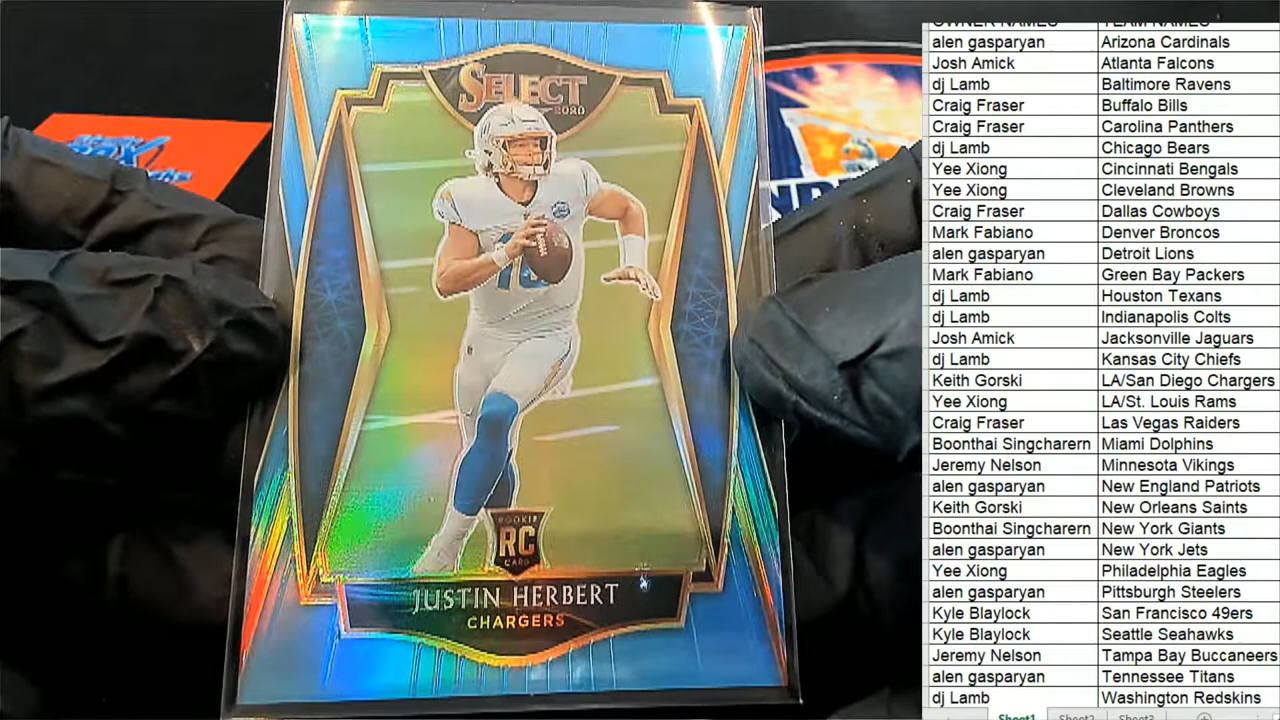 SELECT
2020
ROOKIE
RC
CARD
JUSTIN HERBERT
CHARGERS
OWNER NAMES TEAM NAMES
alen gasparyan Arizona Cardinals
Josh Amick Atlanta Falcons
dj Lamb Baltimore Ravens
Craig Fraser Buffalo Bills
Craig Fraser Carolina Panthers
dj Lamb Chicago Bears
Yee Xiong Cincinnati Bengals
Yee Xiong Cleveland Browns
Craig Fraser Dallas Cowboys
Mark Fabiano Denver Broncos
alen gasparyan Detroit Lions
Mark Fabiano Green Bay Packers
dj Lamb Houston Texans
dj Lamb Indianapolis Colts
Josh Amick Jacksonville Jaguars
dj Lamb Kansas City Chiefs
Keith Gorski LA/San Diego Chargers
Yee Xiong LA/St. Louis Rams
Craig Fraser Las Vegas Raiders
Boonthai Singcharern Miami Dolphins
Jeremy Nelson Minnesota Vikings
alen gasparyan New England Patriots
Keith Gorski New Orleans Saints
Boonthai Singcharern New York Giants
alen gasparyan New York Jets
Yee Xiong Philadelphia Eagles
alen gasparyan Pittsburgh Steelers
Kyle Blaylock San Francisco 49ers
Kyle Blaylock Seattle Seahawks
Jeremy Nelson Tampa Bay Buccaneers
alen gasparyan Tennessee Titans
dj Lamb Washington Redskins
Sheet1 Sheet2 Sheet3